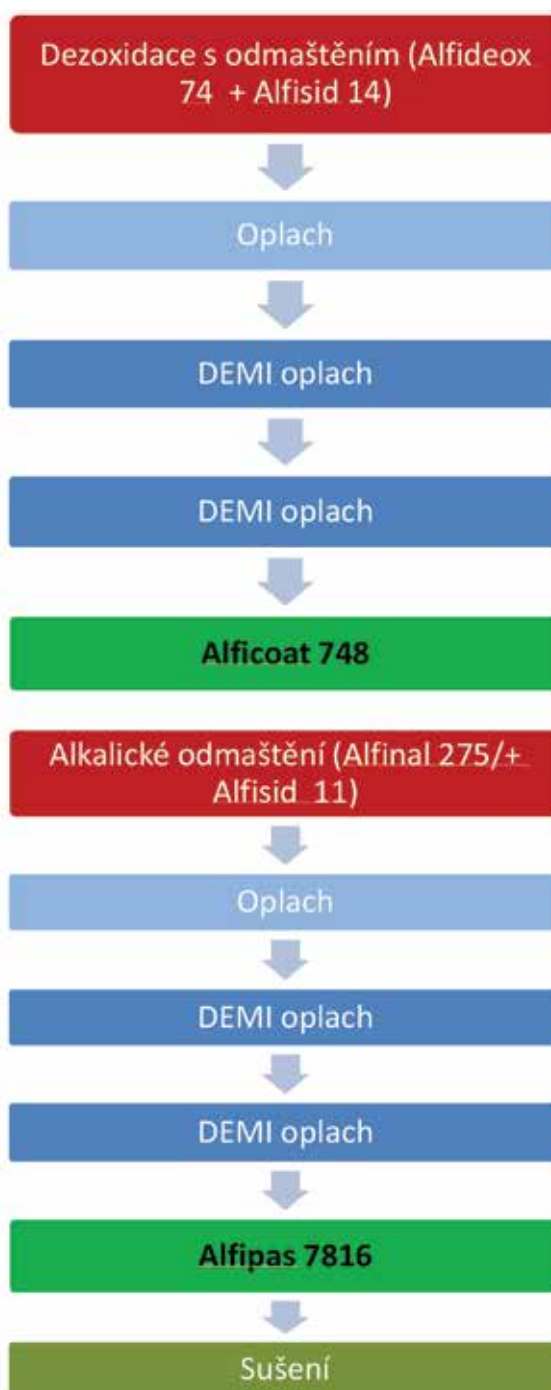 Dezoxidace s odmaštěním (Alfideox
74 + Alfisid 14)
Oplach
DEMI oplach
DEMI oplach
Alficoat 748
Alkalické odmaštění (Alfinal 275/+
Alfisid 11)
Oplach
DEMI oplach
DEMI oplach
Alfipas 7816
Sušení